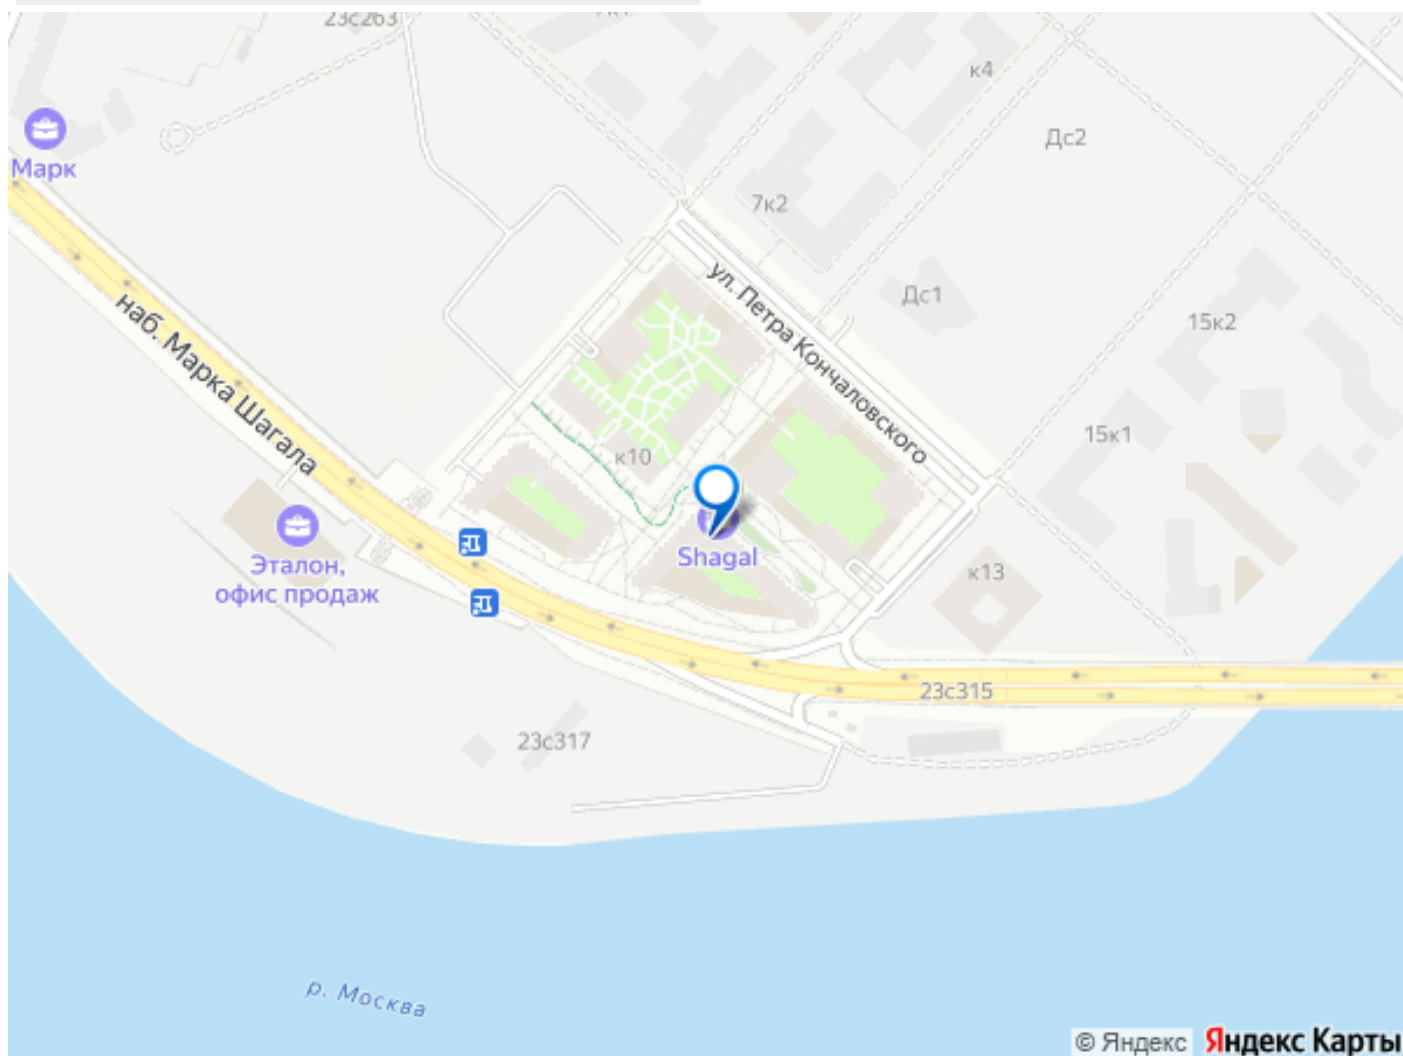 23с263
к4
Марк
Дс2
7к2
ул. Петра Кончаловского
Дс1
наб. Марка Шагала
15к2
15к1
к10
Shagal
Эталон,
офис продаж
к13
23с315
23с317
р. Москва
© Яндекс Яндекс Карты